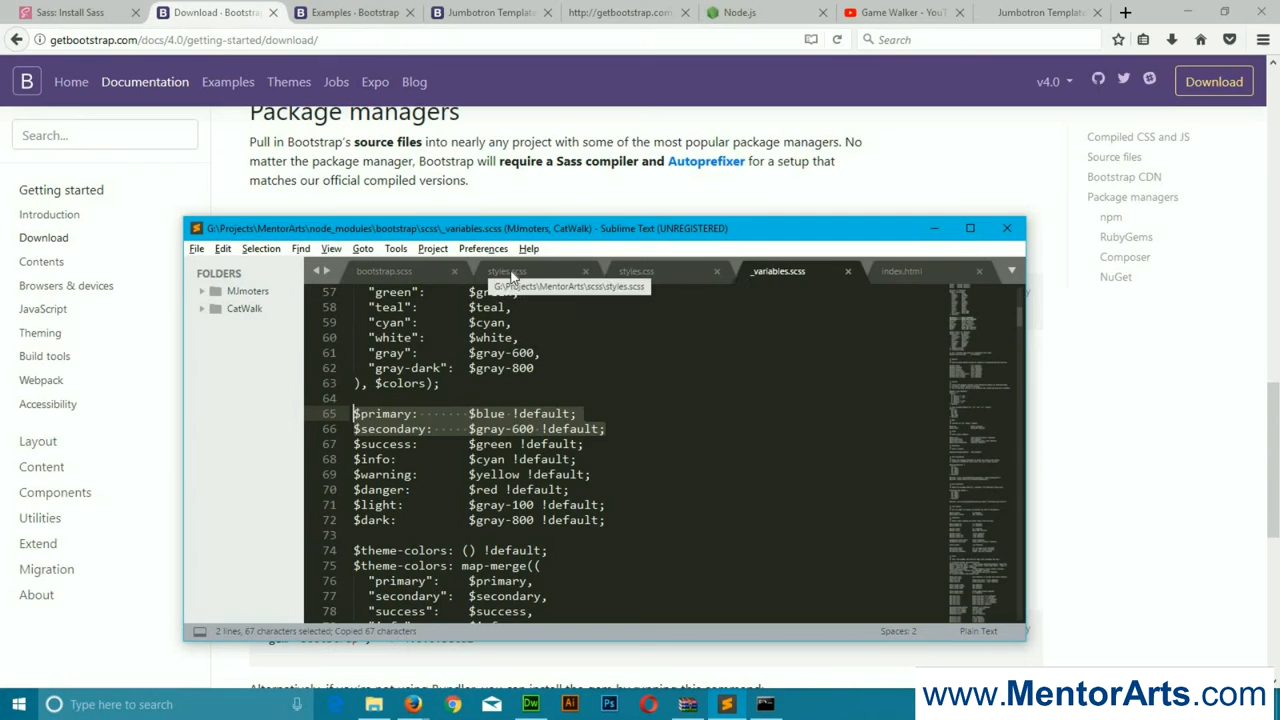 Sass: Install Sass
Download · Bootstrap
Examples · Bootstrap
Jumbotron Template
http://getbootstrap.com
Node.js
Game Walker - YouT
Jumbotron Template
getbootstrap.com/docs/4.0/getting-started/download/
Search
B
Home
Documentation
Examples
Themes
Jobs
Expo
Blog
v4.0
Download
Search...
Getting started
Introduction
Download
Contents
Browsers & devices
JavaScript
Theming
Build tools
Webpack
Accessibility
Layout
Content
Components
Utilities
Extend
Migration
About
Package managers
Pull in Bootstrap's source files into nearly any project with some of the most popular package managers. No
matter the package manager, Bootstrap will require a Sass compiler and Autoprefixer for a setup that
matches our official compiled versions.
Compiled CSS and JS
Source files
Bootstrap CDN
Package managers
npm
RubyGems
Composer
NuGet
G:\Projects\MentorArts\node_modules\bootstrap\scss\_variables.scss (MJmoters, CatWalk) - Sublime Text (UNREGISTERED)
File Edit Selection Find View Goto Tools Project Preferences Help
FOLDERS
MJmoters
CatWalk
bootstrap.scss
styles.scss
styles.css
_variables.scss
index.html
G:\Projects\MentorArts\scss\styles.scss
57 "green": $green,
58 "teal": $teal,
59 "cyan": $cyan,
60 "white": $white,
61 "gray": $gray-600,
62 "gray-dark": $gray-800
63 ), $colors);
64
65 $primary: $blue !default;
66 $secondary: $gray-600 !default;
67 $success: $green !default;
68 $info: $cyan !default;
69 $warning: $yellow !default;
70 $danger: $red !default;
71 $light: $gray-100 !default;
72 $dark: $gray-800 !default;
73
74 $theme-colors: () !default;
75 $theme-colors: map-merge((
76 "primary": $primary,
77 "secondary": $secondary,
78 "success": $success,
2 lines, 67 characters selected; Copied 67 characters
Spaces: 2
Plain Text
Type here to search
www.MentorArts.com